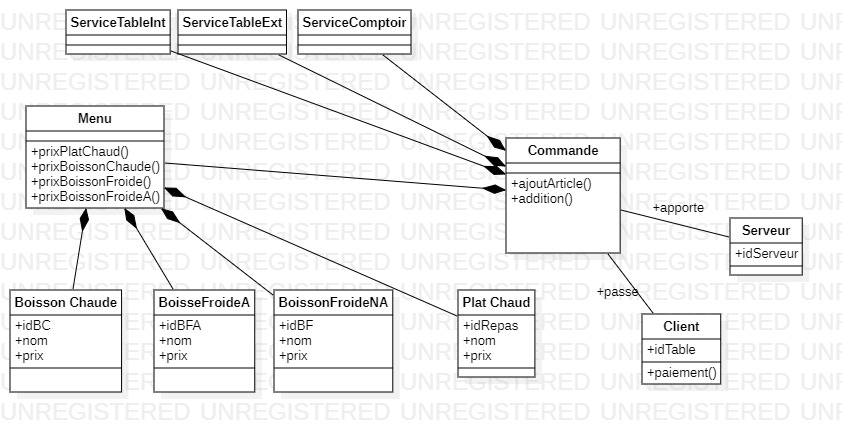 ServiceTableInt
ServiceTableExt
ServiceComptoir
Menu
+prixPlatChaud()
+prixBoissonChaude()
+prixBoissonFroide()
+prixBoissonFroideA()
Commande
+ajoutArticle()
+addition()
+apporte
Serveur
+idServeur
+passe
Client
+idTable
+paiement()
Boisson Chaude
+idBC
+nom
+prix
BoisseFroideA
+idBFA
+nom
+prix
BoissonFroideNA
+idBF
+nom
+prix
Plat Chaud
+idRepas
+nom
+prix
UNREGISTERED UNREGISTERED UNREGISTERED UNREGISTERED UNR